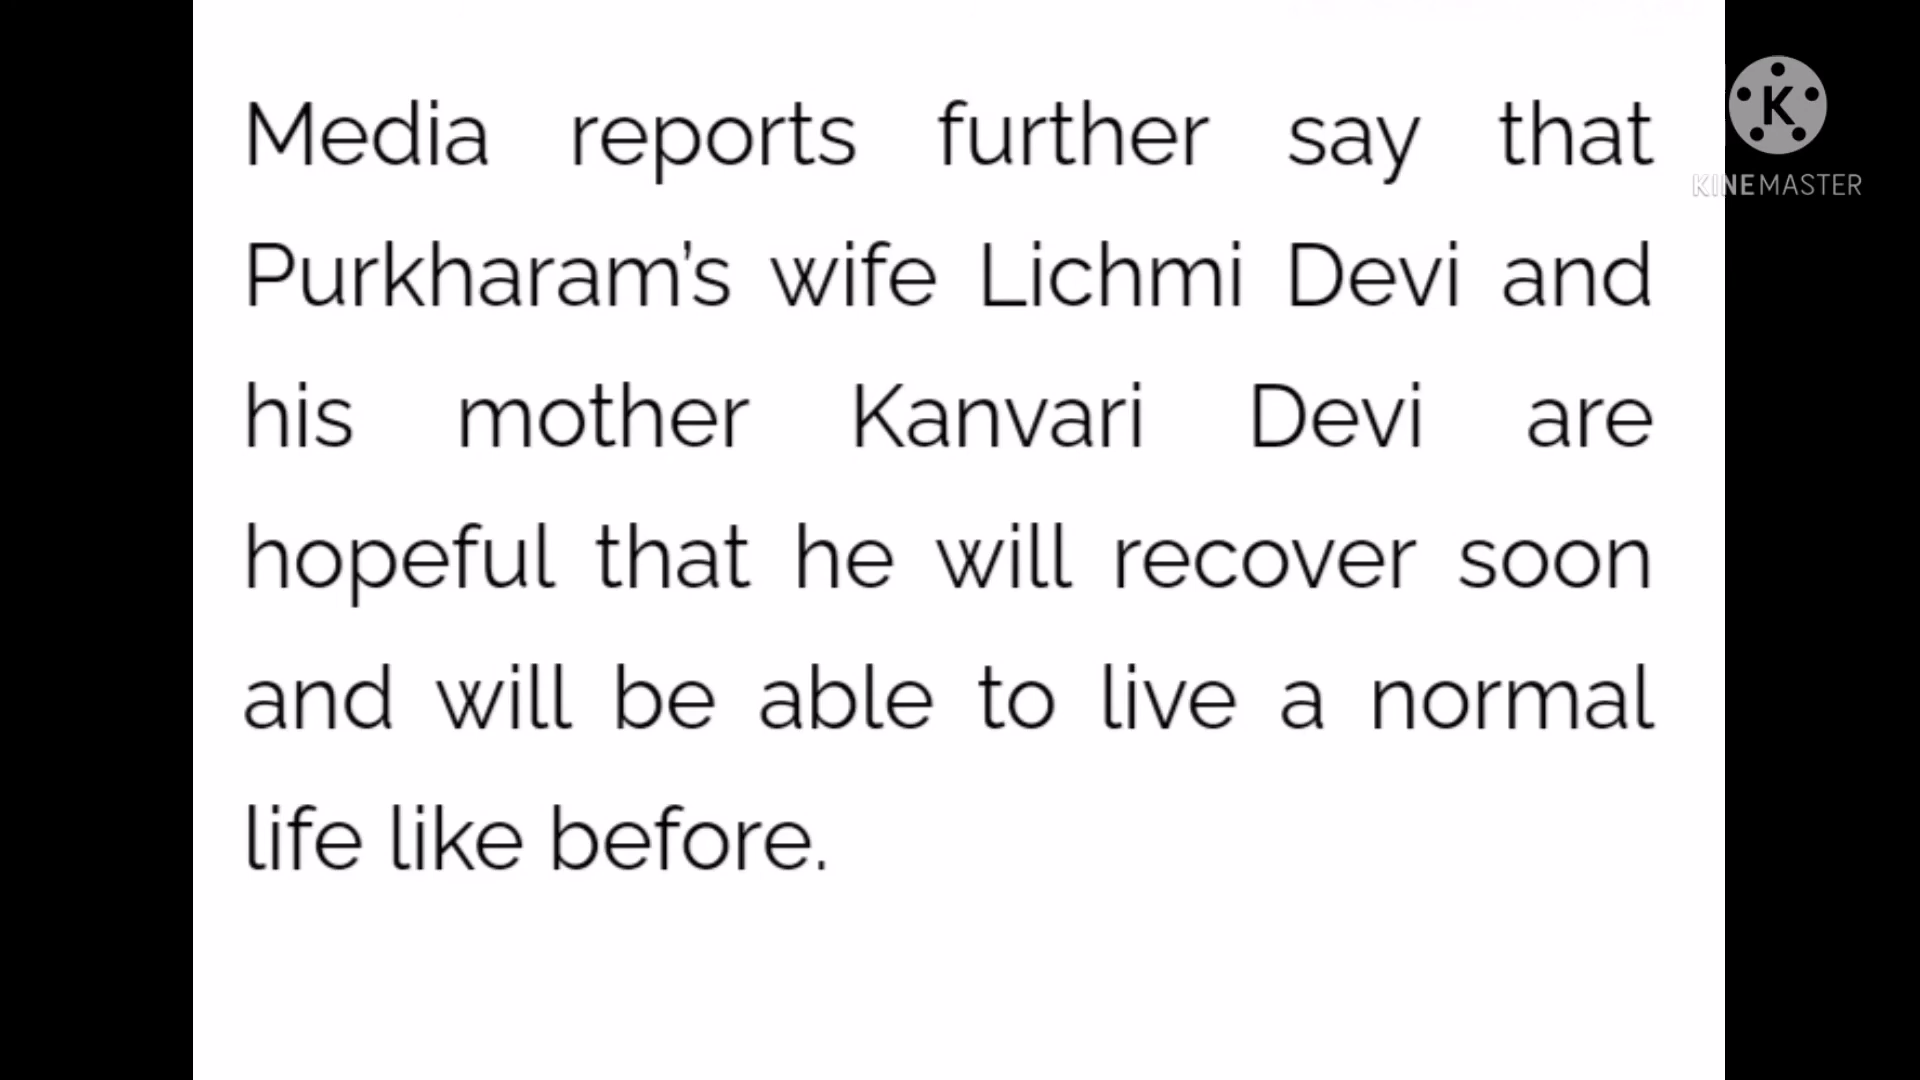 Media reports further say that
Purkharam’s wife Lichmi Devi and
his mother Kanvari Devi are
hopeful that he will recover soon
and will be able to live a normal
life like before.
K
KINEMASTER